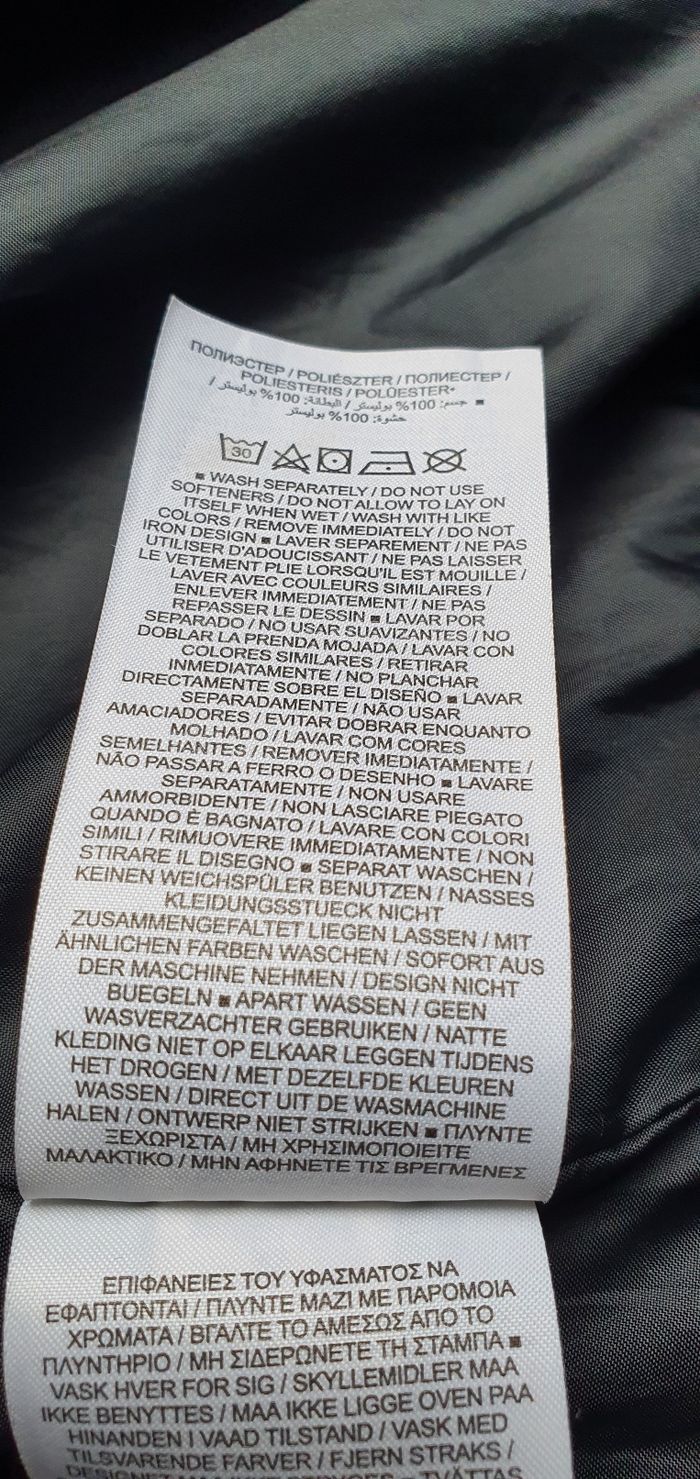 ПОЛИЭСТЕР / POLIÉSZTER / ПОЛИЕСТЕР /
POLIESTERIS / POLÜESTER*
■ جسم: 100% بوليستر / البطانة: 100% بوليستر /
حشوة: 100% بوليستر
30
■ WASH SEPARATELY / DO NOT USE
SOFTENERS / DO NOT ALLOW TO LAY ON
ITSELF WHEN WET / WASH WITH LIKE
COLORS / REMOVE IMMEDIATELY / DO NOT
IRON DESIGN ■ LAVER SEPAREMENT / NE PAS
UTILISER D'ADOUCISSANT / NE PAS LAISSER
LE VETEMENT PLIE LORSQU'IL EST MOUILLE /
LAVER AVEC COULEURS SIMILAIRES /
ENLEVER IMMEDIATEMENT / NE PAS
REPASSER LE DESSIN ■ LAVAR POR
SEPARADO / NO USAR SUAVIZANTES / NO
DOBLAR LA PRENDA MOJADA / LAVAR CON
COLORES SIMILARES / RETIRAR
INMEDIATAMENTE / NO PLANCHAR
DIRECTAMENTE SOBRE EL DISEÑO ■ LAVAR
SEPARADAMENTE / NÃO USAR
AMACIADORES / EVITAR DOBRAR ENQUANTO
MOLHADO / LAVAR COM CORES
SEMELHANTES / REMOVER IMEDIATAMENTE /
NÃO PASSAR A FERRO O DESENHO ■ LAVARE
SEPARATAMENTE / NON USARE
AMMORBIDENTE / NON LASCIARE PIEGATO
QUANDO È BAGNATO / LAVARE CON COLORI
SIMILI / RIMUOVERE IMMEDIATAMENTE / NON
STIRARE IL DISEGNO ■ SEPARAT WASCHEN /
KEINEN WEICHSPÜLER BENUTZEN / NASSES
KLEIDUNGSSTUECK NICHT
ZUSAMMENGEFALTET LIEGEN LASSEN / MIT
ÄHNLICHEN FARBEN WASCHEN / SOFORT AUS
DER MASCHINE NEHMEN / DESIGN NICHT
BUEGELN ■ APART WASSEN / GEEN
WASVERZACHTER GEBRUIKEN / NATTE
KLEDING NIET OP ELKAAR LEGGEN TIJDENS
HET DROGEN / MET DEZELFDE KLEUREN
WASSEN / DIRECT UIT DE WASMACHINE
HALEN / ONTWERP NIET STRIJKEN ■ ΠΛΥΝΤΕ
ΞΕΧΩΡΙΣΤΑ / ΜΗ ΧΡΗΣΙΜΟΠΟΙΕΙΤΕ
ΜΑΛΑΚΤΙΚΟ / ΜΗΝ ΑΦΗΝΕΤΕ ΤΙΣ ΒΡΕΓΜΕΝΕΣ
ΕΠΙΦΑΝΕΙΕΣ ΤΟΥ ΥΦΑΣΜΑΤΟΣ ΝΑ
ΕΦΑΠΤΟΝΤΑΙ / ΠΛΥΝΤΕ ΜΑΖΙ ΜΕ ΠΑΡΟΜΟΙΑ
ΧΡΩΜΑΤΑ / ΒΓΑΛΤΕ ΤΟ ΑΜΕΣΩΣ ΑΠΟ ΤΟ
ΠΛΥΝΤΗΡΙΟ / ΜΗ ΣΙΔΕΡΩΝΕΤΕ ΤΗ ΣΤΑΜΠΑ ■
VASK HVER FOR SIG / SKYLLEMIDLER MAA
IKKE BENYTTES / MAA IKKE LIGGE OVEN PAA
HINANDEN I VAAD TILSTAND / VASK MED
TILSVARENDE FARVER / FJERN STRAKS /
TVÄTTAS